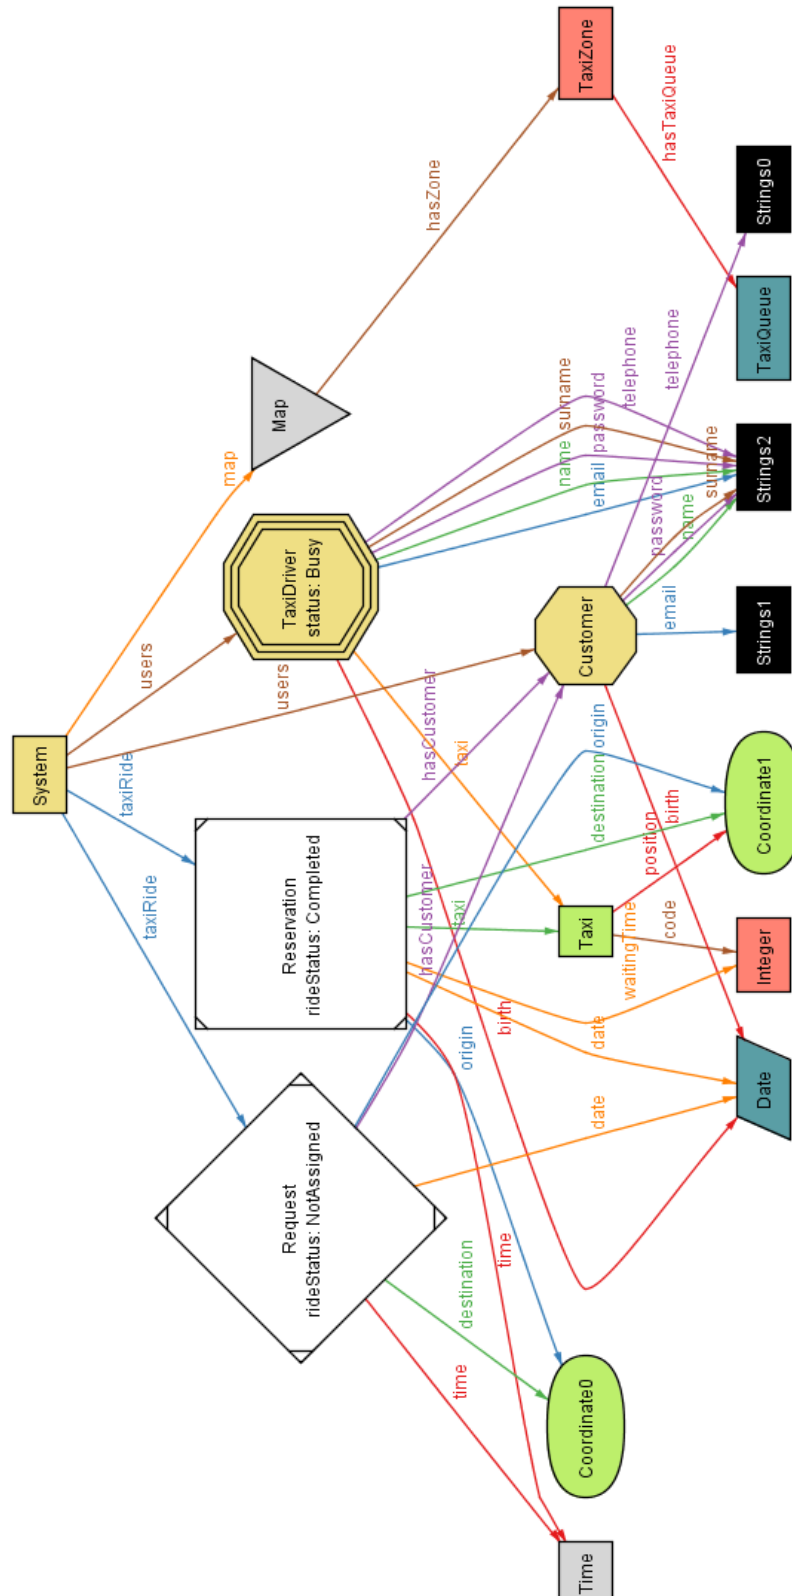 System
taxiRide
taxiRide
users
users
map
Request
rideStatus: NotAssigned
Reservation
rideStatus: Completed
TaxiDriver
status: Busy
Map
hasZone
time
destination
origin
hasCustomer
taxi
hasCustomer
taxi
time
date
birth
date
waitingTime
destination
origin
email
name
password
surname
telephone
Time
Coordinate0
Taxi
Customer
TaxiZone
position
code
birth
email
name
password
surname
telephone
hasTaxiQueue
Date
Integer
Coordinate1
Strings1
Strings2
TaxiQueue
Strings0